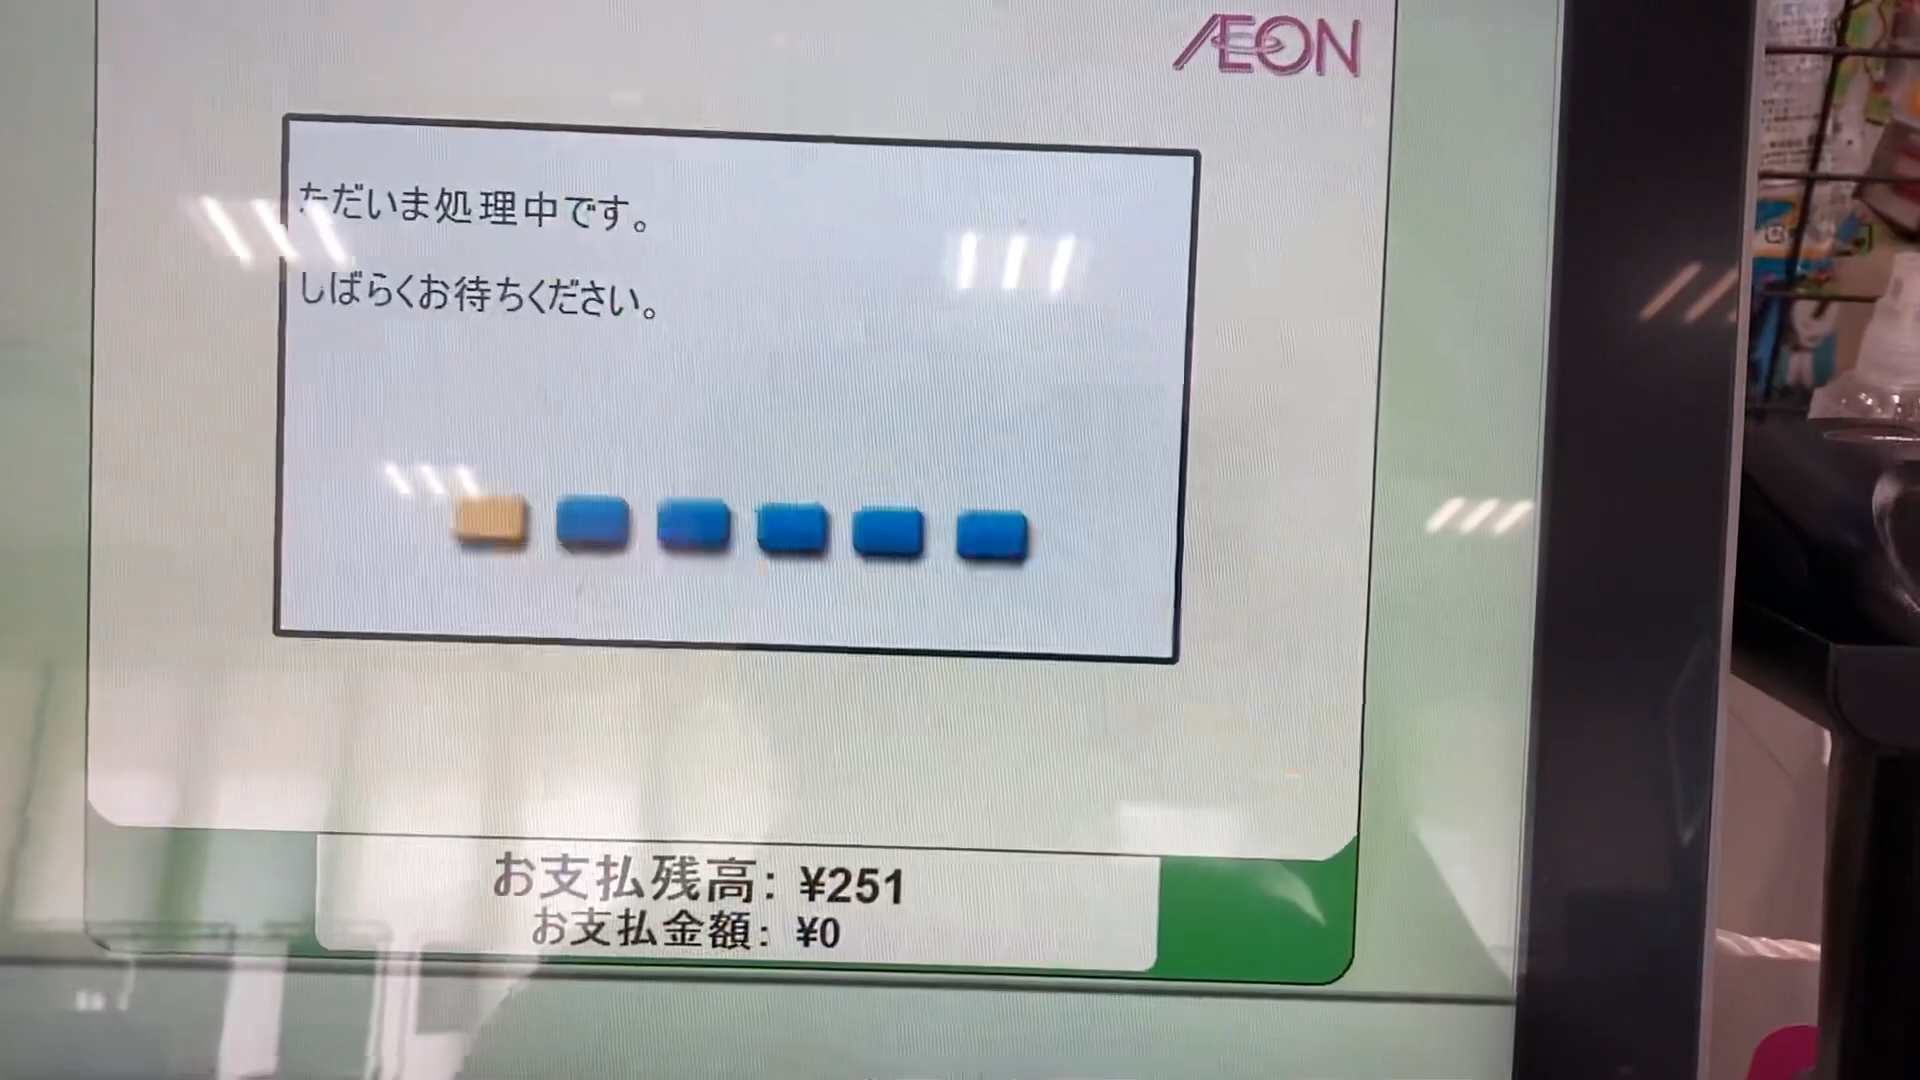 ÆON
ただいま処理中です。
しばらくお待ちください。
お支払残高: ¥251
お支払金額: ¥0